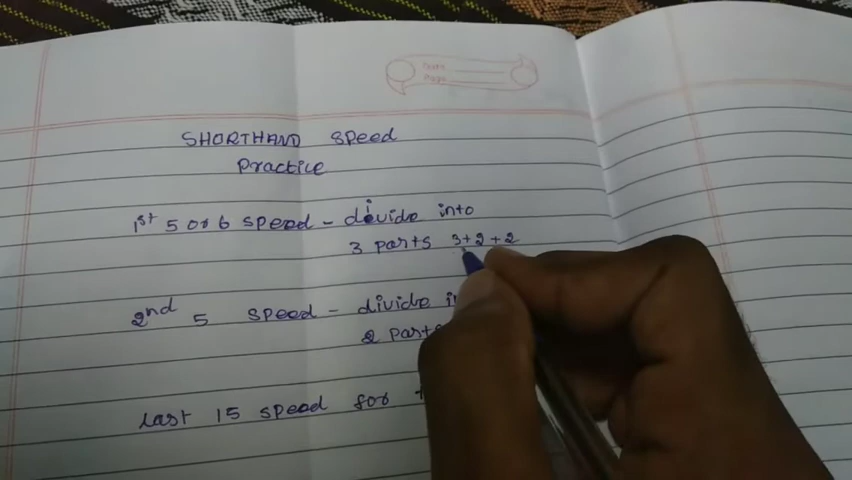 Date
Page
SHORTHAND speed
Practice
1st 5 or 6 speed - divide into
3 parts 3+2+2
2nd 5 speed - divide
2 parts
Last 15 speed for